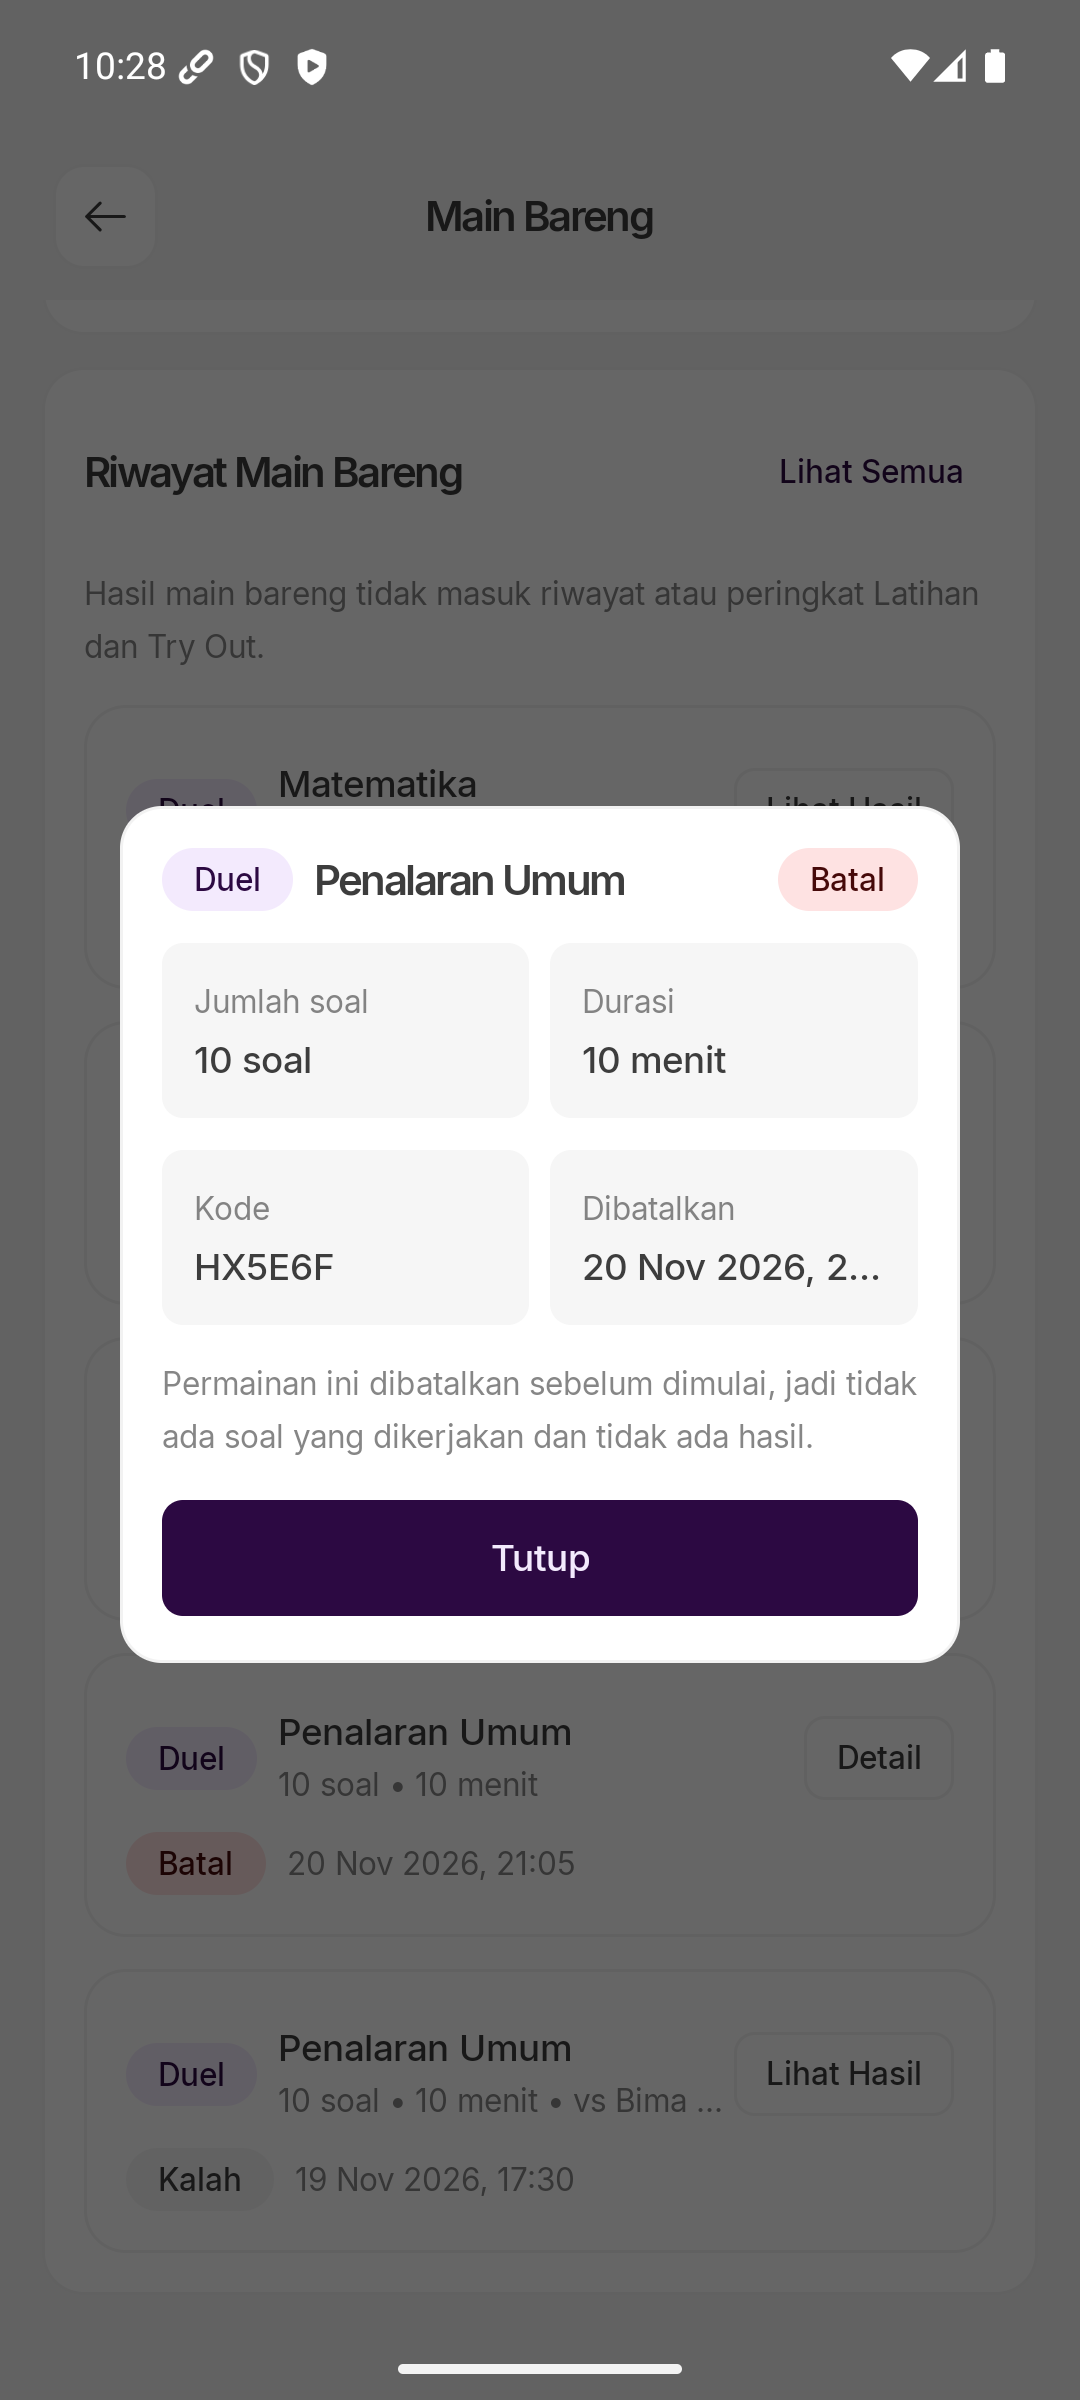 10:28
Main Bareng
Riwayat Main Bareng
Lihat Semua
Hasil main bareng tidak masuk riwayat atau peringkat Latihan
dan Try Out.
Matematika
Duel
Lihat Hasil
Duel
Penalaran Umum
Batal
Jumlah soal
10 soal
Durasi
10 menit
Kode
HX5E6F
Dibatalkan
20 Nov 2026, 2...
Permainan ini dibatalkan sebelum dimulai, jadi tidak
ada soal yang dikerjakan dan tidak ada hasil.
Tutup
Duel
Penalaran Umum
10 soal • 10 menit
Detail
Batal
20 Nov 2026, 21:05
Duel
Penalaran Umum
10 soal • 10 menit • vs Bima ...
Lihat Hasil
Kalah
19 Nov 2026, 17:30